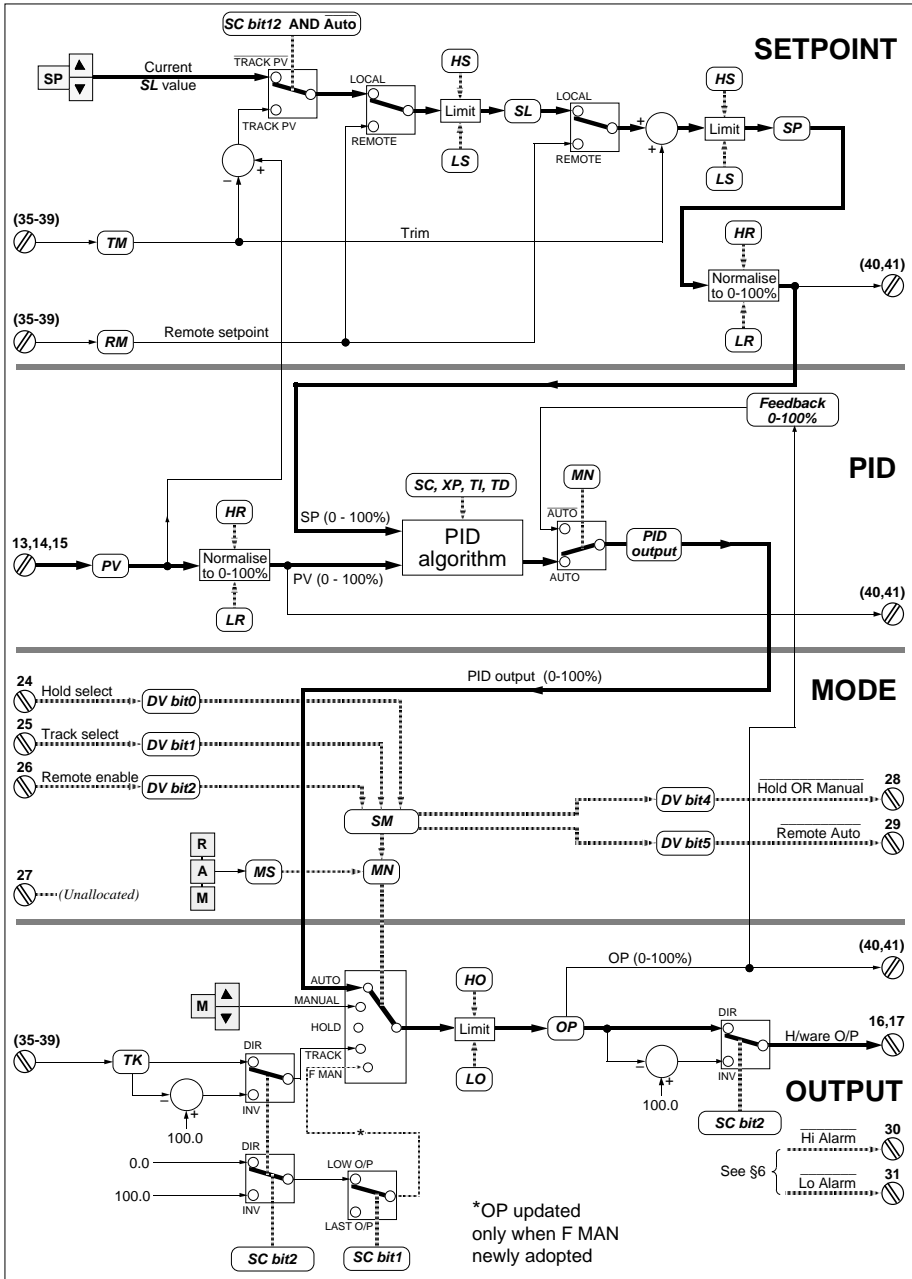 SC bit12 AND Auto
SETPOINT
SP
Current
SL value
TRACK PV
TRACK PV
LOCAL
REMOTE
HS
Limit
LS
SL
LOCAL
REMOTE
HS
Limit
LS
SP
+
+
–
+
(35-39)
TM
Trim
HR
Normalise
to 0-100%
LR
(40,41)
(35-39)
RM
Remote setpoint
Feedback
0-100%
PID
SC, XP, TI, TD
MN
HR
SP (0 - 100%)
PID
algorithm
AUTO
AUTO
PID
output
13,14,15
PV
Normalise
to 0-100%
PV (0 - 100%)
LR
(40,41)
PID output (0-100%)
MODE
24
Hold select
DV bit0
25
Track select
DV bit1
26
Remote enable
DV bit2
SM
DV bit4
Hold OR Manual
28
DV bit5
Remote Auto
29
R
A
M
MS
MN
27
(Unallocated)
(40,41)
OP (0-100%)
AUTO
M
MANUAL
HOLD
TRACK
F MAN
HO
Limit
LO
OP
DIR
INV
H/ware O/P
16,17
(35-39)
TK
DIR
INV
–
+
100.0
–
+
100.0
OUTPUT
SC bit2
30
Hi Alarm
See §6
31
Lo Alarm
*
DIR
0.0
100.0
INV
LOW O/P
LAST O/P
SC bit2
SC bit1
*OP updated
only when F MAN
newly adopted